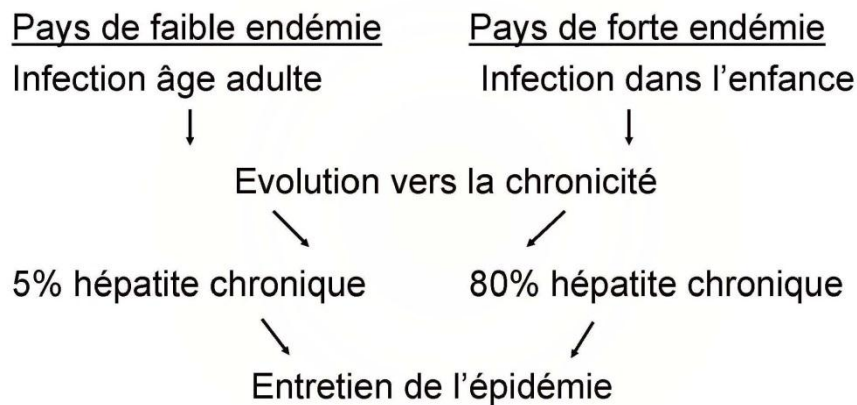 Pays de faible endémie Pays de forte endémie
Infection âge adulte Infection dans l'enfance
Evolution vers la chronicité
5% hépatite chronique 80% hépatite chronique
Entretien de l'épidémie